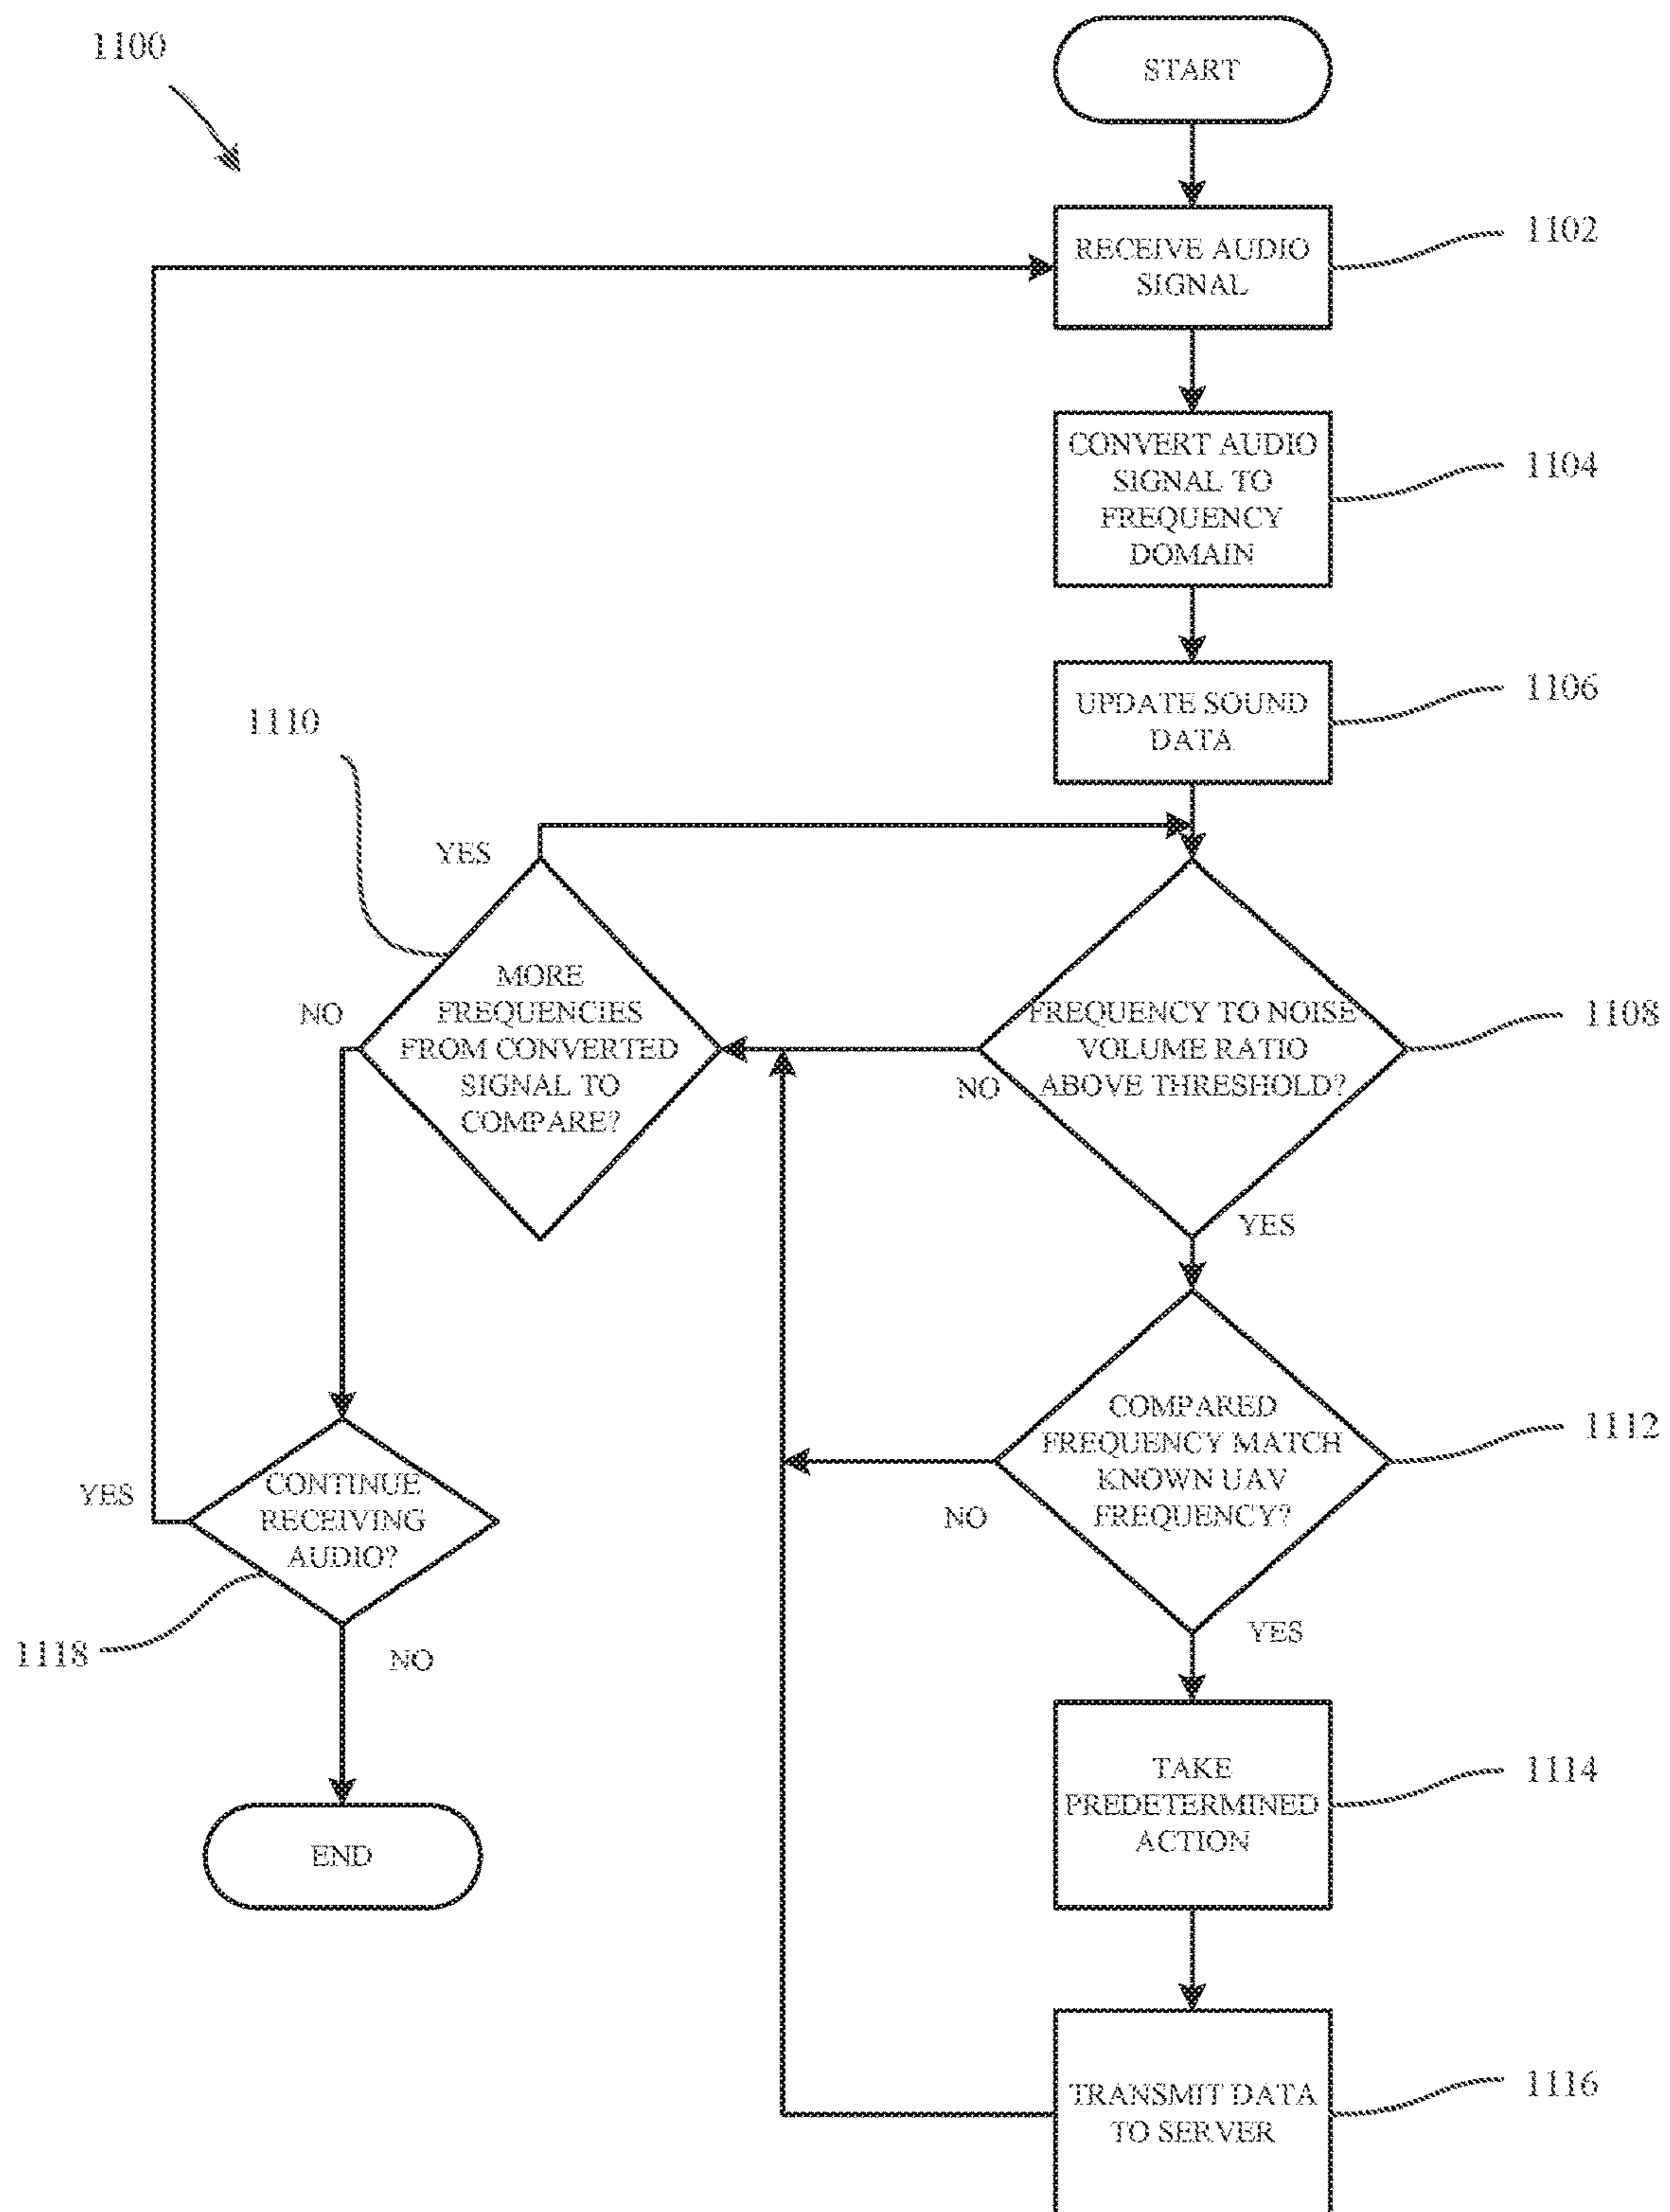 1100
START
RECEIVE AUDIO
SIGNAL
1102
CONVERT AUDIO
SIGNAL TO
FREQUENCY
DOMAIN
1104
UPDATE SOUND
DATA
1106
1110
YES
MORE
FREQUENCIES
FROM CONVERTED
SIGNAL TO
COMPARE?
NO
FREQUENCY TO NOISE
VOLUME RATIO
ABOVE THRESHOLD?
1108
NO
YES
COMPARED
FREQUENCY MATCH
KNOWN UAV
FREQUENCY?
1112
NO
YES
CONTINUE
RECEIVING
AUDIO?
YES
1118
NO
END
TAKE
PREDETERMINED
ACTION
1114
TRANSMIT DATA
TO SERVER
1116